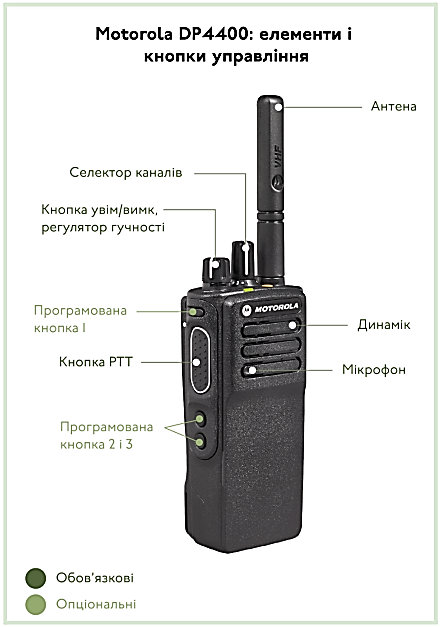 Motorola DP4400: елементи і
кнопки управління
Антена
VHF
Селектор каналів
Кнопка увім/вимк,
регулятор гучності
Програмована
кнопка 1
MOTOROLA
Динамік
Кнопка PTT
Мікрофон
Програмована
кнопка 2 і 3
Обов'язкові
Опціональні